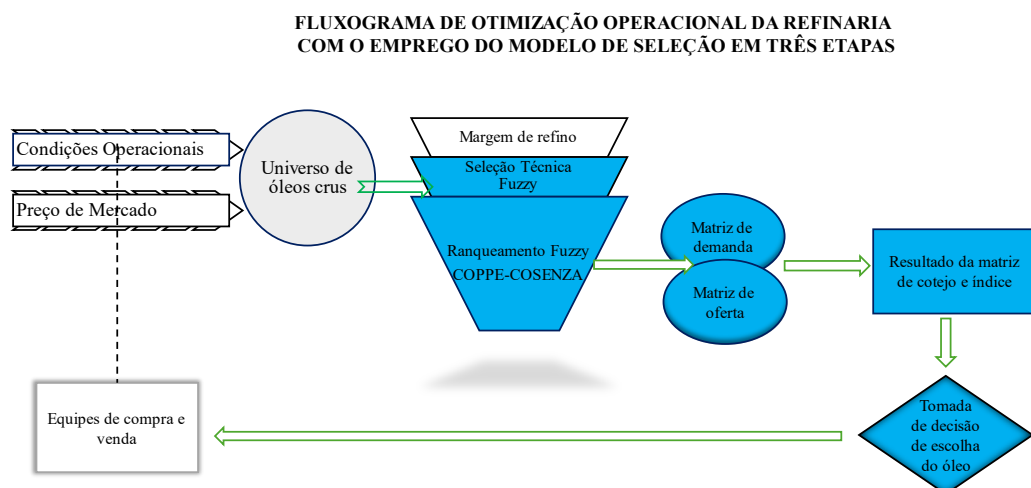 FLUXOGRAMA DE OTIMIZAÇÃO OPERACIONAL DA REFINARIA
COM O EMPREGO DO MODELO DE SELEÇÃO EM TRÊS ETAPAS
Condições Operacionais
Preço de Mercado
Universo de
óleos crus
Margem de refino
Seleção Técnica
Fuzzy
Ranqueamento Fuzzy
COPPE-COSENZA
Matriz de
demanda
Matriz de
oferta
Resultado da matriz
de cotejo e índice
Tomada
de decisão
de escolha
do óleo
Equipes de compra e
venda